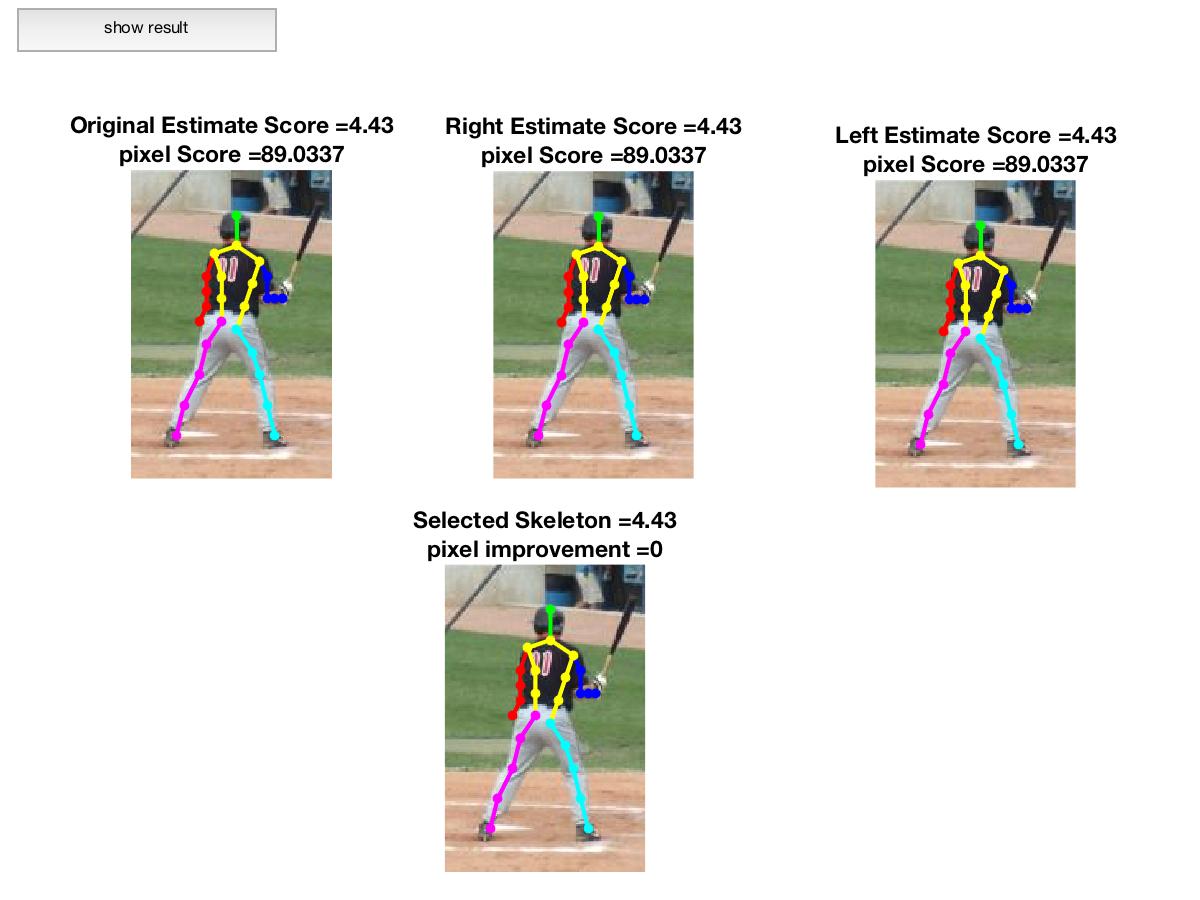 show result
Original Estimate Score =4.43
pixel Score =89.0337
Right Estimate Score =4.43
pixel Score =89.0337
Left Estimate Score =4.43
pixel Score =89.0337
Selected Skeleton =4.43
pixel improvement =0